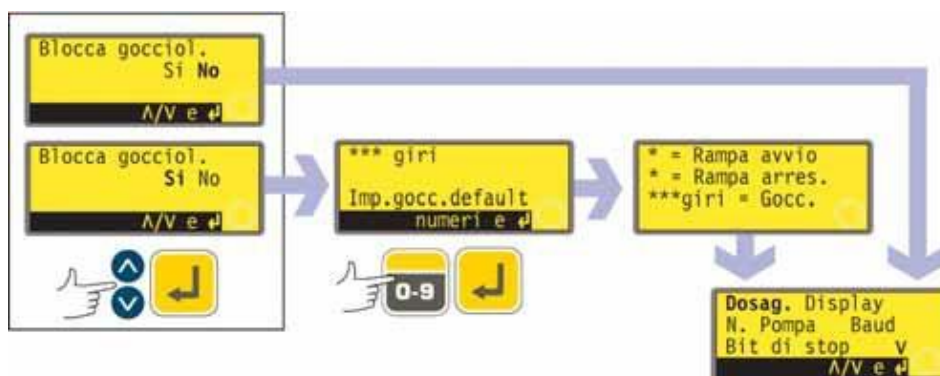 Blocca gocciol.
Si No
Λ/V e ↵
Blocca gocciol.
Si No
Λ/V e ↵
*** giri
Imp.gocc.default
numeri e ↵
* = Rampa avvio
* = Rampa arres.
***giri = Gocc.
0-9
Dosag. Display
N. Pompa Baud
Bit di stop v
Λ/V e ↵